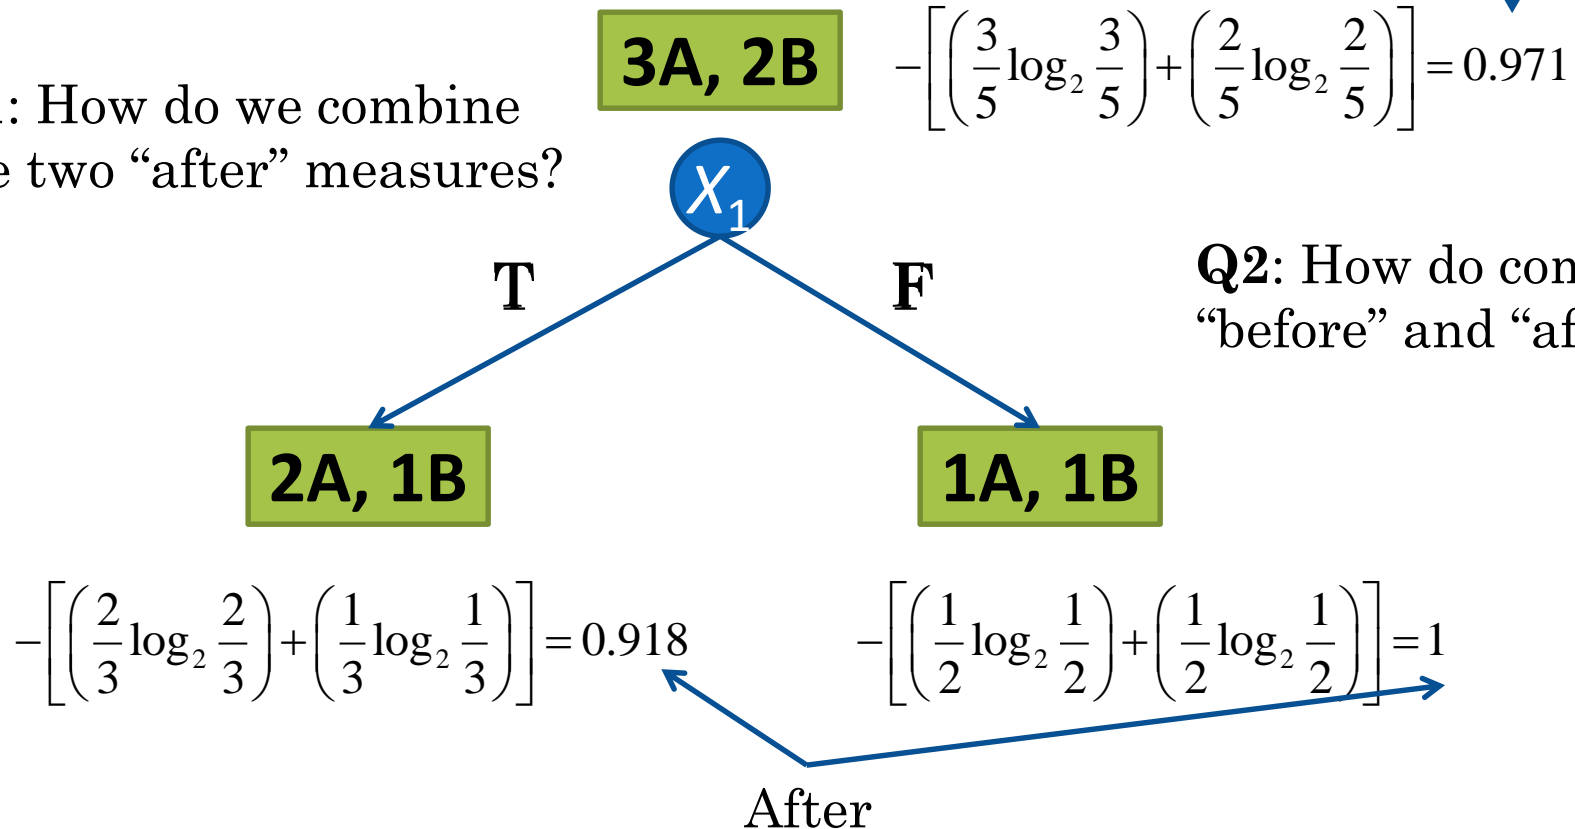 3A, 2B
−[(3/5 log₂ 3/5) + (2/5 log₂ 2/5)] = 0.971
: How do we combine
two “after” measures?
X₁
T
F
Q2: How do
“before” and
2A, 1B
1A, 1B
−[(2/3 log₂ 2/3) + (1/3 log₂ 1/3)] = 0.918
−[(1/2 log₂ 1/2) + (1/2 log₂ 1/2)] = 1
After